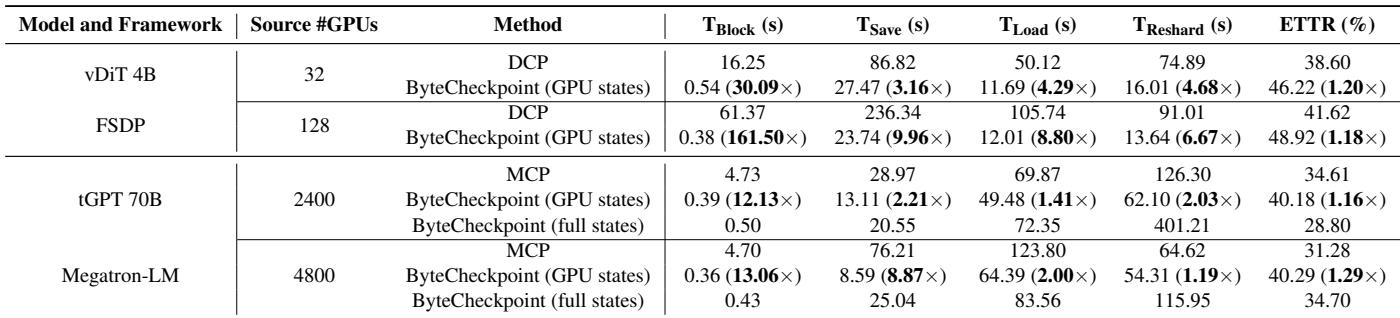 Model and Framework Source #GPUs Method T_Block (s) T_Save (s) T_Load (s) T_Reshard (s) ETTR (%)
vDiT 4B 32 DCP 16.25 86.82 50.12 74.89 38.60
ByteCheckpoint (GPU states) 0.54 (30.09×) 27.47 (3.16×) 11.69 (4.29×) 16.01 (4.68×) 46.22 (1.20×)
FSDP 128 DCP 61.37 236.34 105.74 91.01 41.62
ByteCheckpoint (GPU states) 0.38 (161.50×) 23.74 (9.96×) 12.01 (8.80×) 13.64 (6.67×) 48.92 (1.18×)
MCP 4.73 28.97 69.87 126.30 34.61
tGPT 70B 2400 ByteCheckpoint (GPU states) 0.39 (12.13×) 13.11 (2.21×) 49.48 (1.41×) 62.10 (2.03×) 40.18 (1.16×)
ByteCheckpoint (full states) 0.50 20.55 72.35 401.21 28.80
MCP 4.70 76.21 123.80 64.62 31.28
Megatron-LM 4800 ByteCheckpoint (GPU states) 0.36 (13.06×) 8.59 (8.87×) 64.39 (2.00×) 54.31 (1.19×) 40.29 (1.29×)
ByteCheckpoint (full states) 0.43 25.04 83.56 115.95 34.70